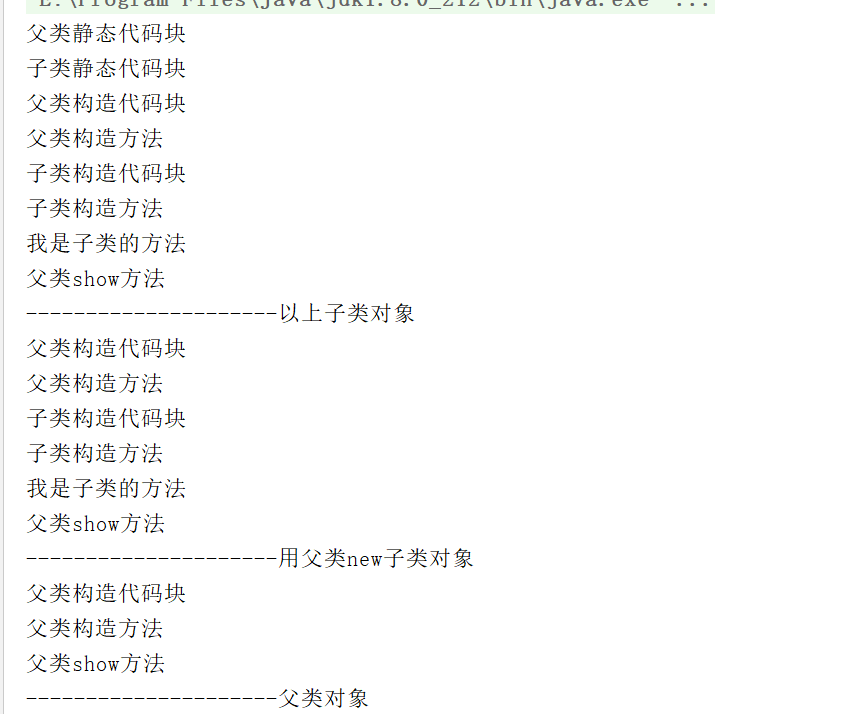 父类静态代码块
子类静态代码块
父类构造代码块
父类构造方法
子类构造代码块
子类构造方法
我是子类的方法
父类show方法
---------------------以上子类对象
父类构造代码块
父类构造方法
子类构造代码块
子类构造方法
我是子类的方法
父类show方法
---------------------用父类new子类对象
父类构造代码块
父类构造方法
父类show方法
---------------------父类对象